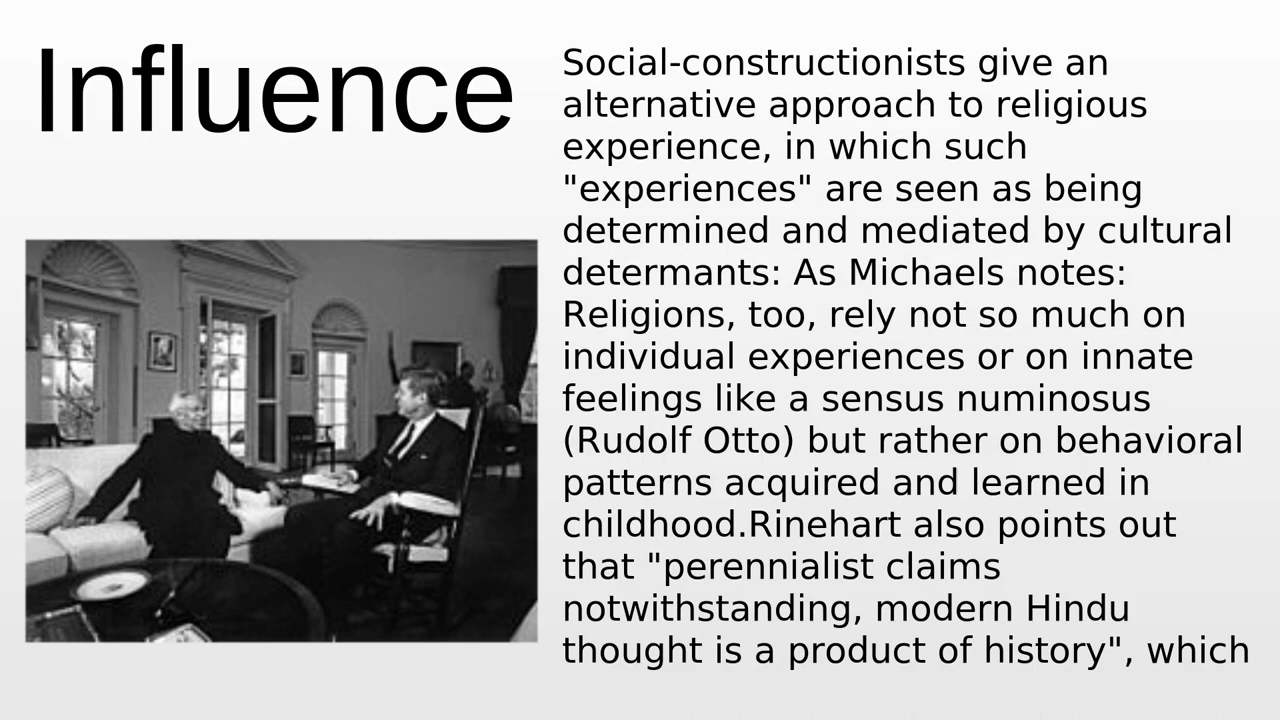 Influence
Social-constructionists give an
alternative approach to religious
experience, in which such
"experiences" are seen as being
determined and mediated by cultural
determants: As Michaels notes:
Religions, too, rely not so much on
individual experiences or on innate
feelings like a sensus numinosus
(Rudolf Otto) but rather on behavioral
patterns acquired and learned in
childhood.Rinehart also points out
that "perennialist claims
notwithstanding, modern Hindu
thought is a product of history", which